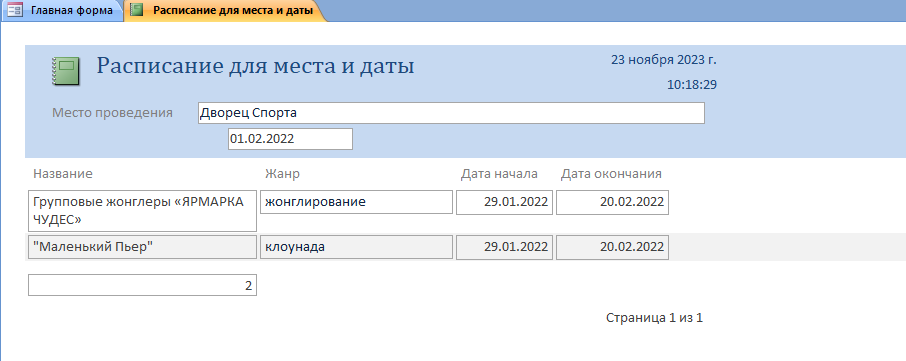 Главная форма
Расписание для места и даты
Расписание для места и даты
23 ноября 2023 г.
10:18:29
Место проведения
Дворец Спорта
01.02.2022
Название Жанр Дата начала Дата окончания
Групповые жонглеры «ЯРМАРКА жонглирование 29.01.2022 20.02.2022
ЧУДЕС»
"Маленький Пьер" клоунада 29.01.2022 20.02.2022
2
Страница 1 из 1